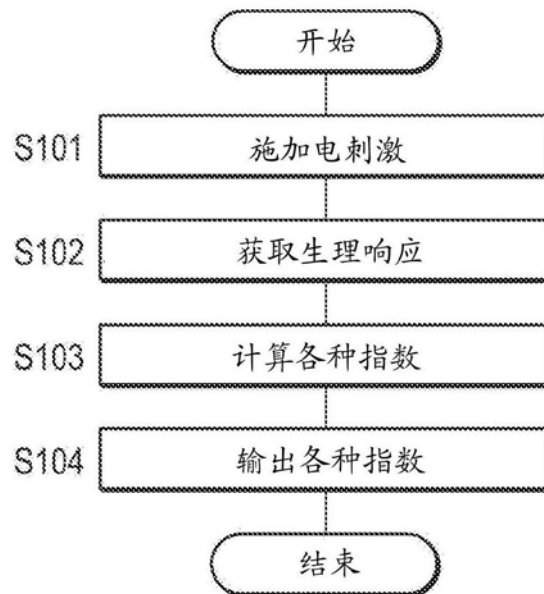 开始
S101 施加电刺激
S102 获取生理响应
S103 计算各种指数
S104 输出各种指数
结束